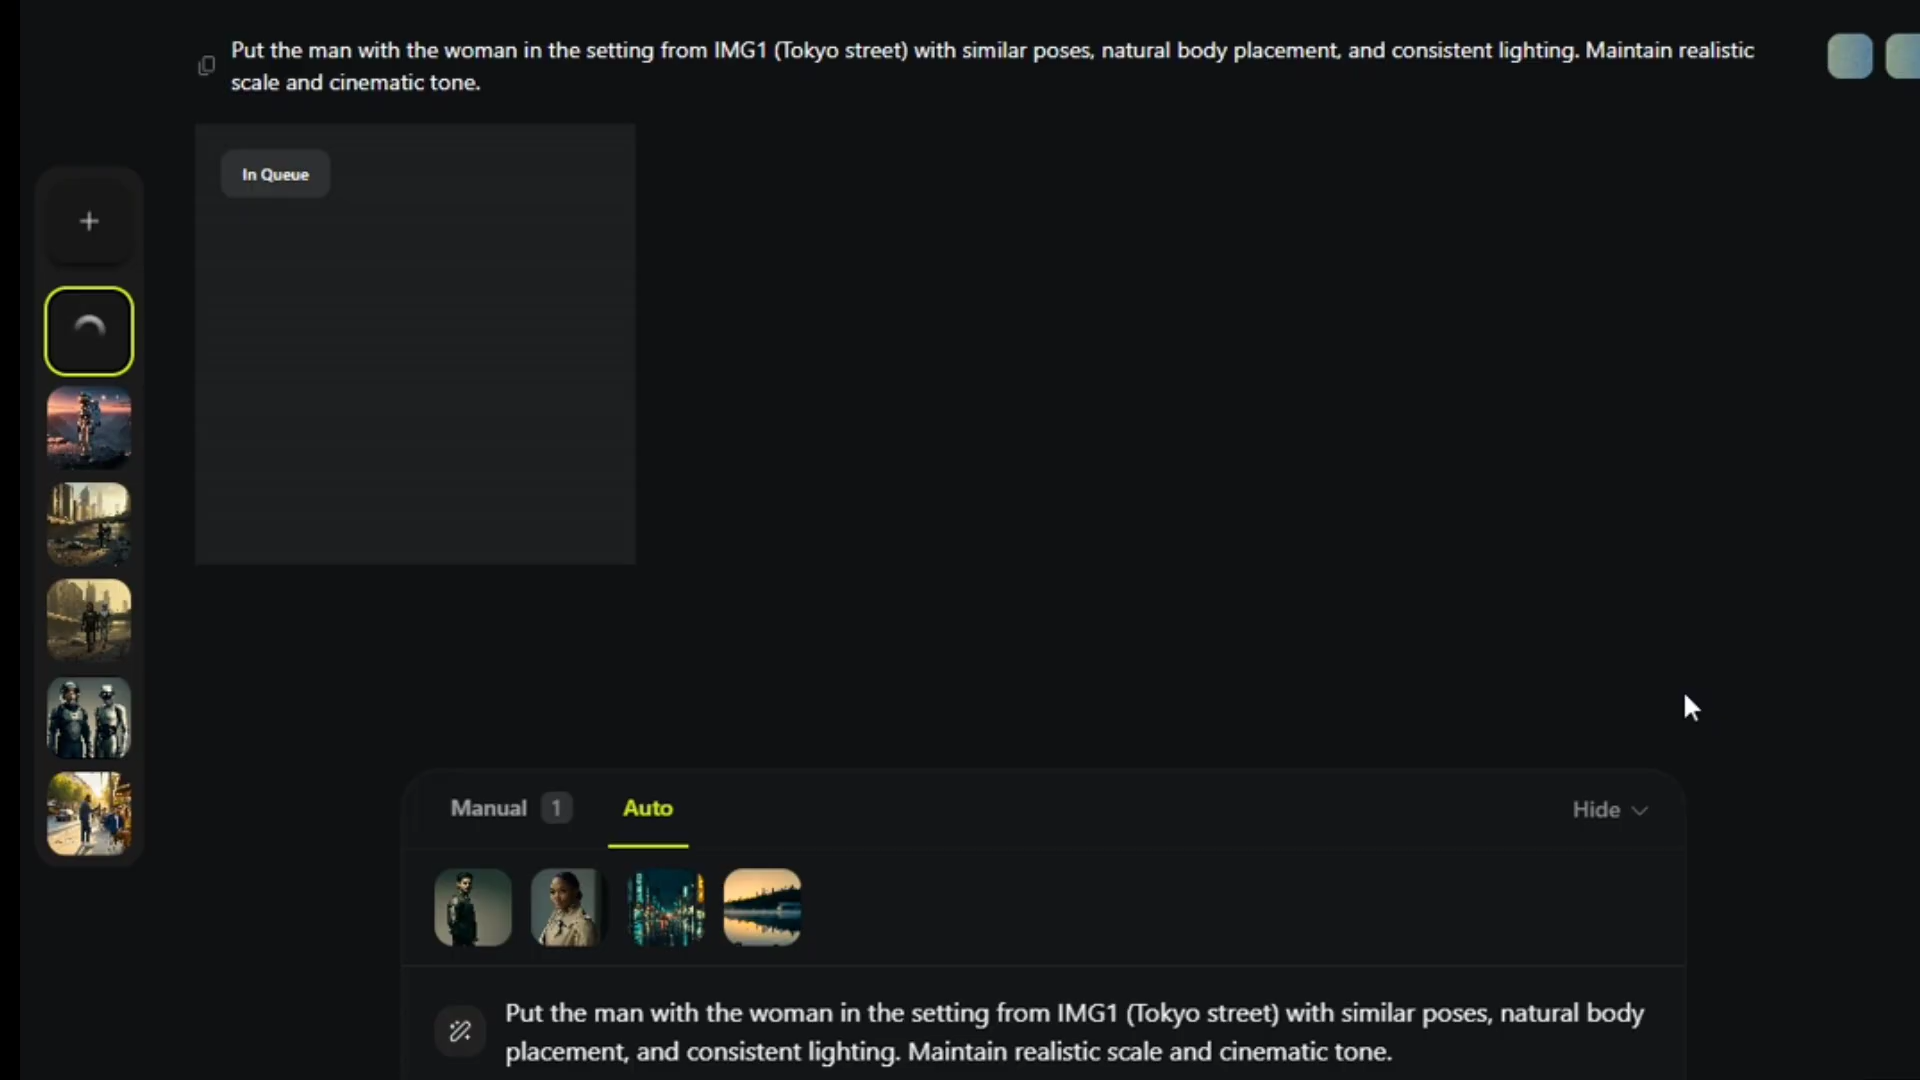 Put the man with the woman in the setting from IMG1 (Tokyo street) with similar poses, natural body placement, and consistent lighting. Maintain realistic
scale and cinematic tone.
In Queue
Manual 1 Auto Hide
Put the man with the woman in the setting from IMG1 (Tokyo street) with similar poses, natural body
placement, and consistent lighting. Maintain realistic scale and cinematic tone.